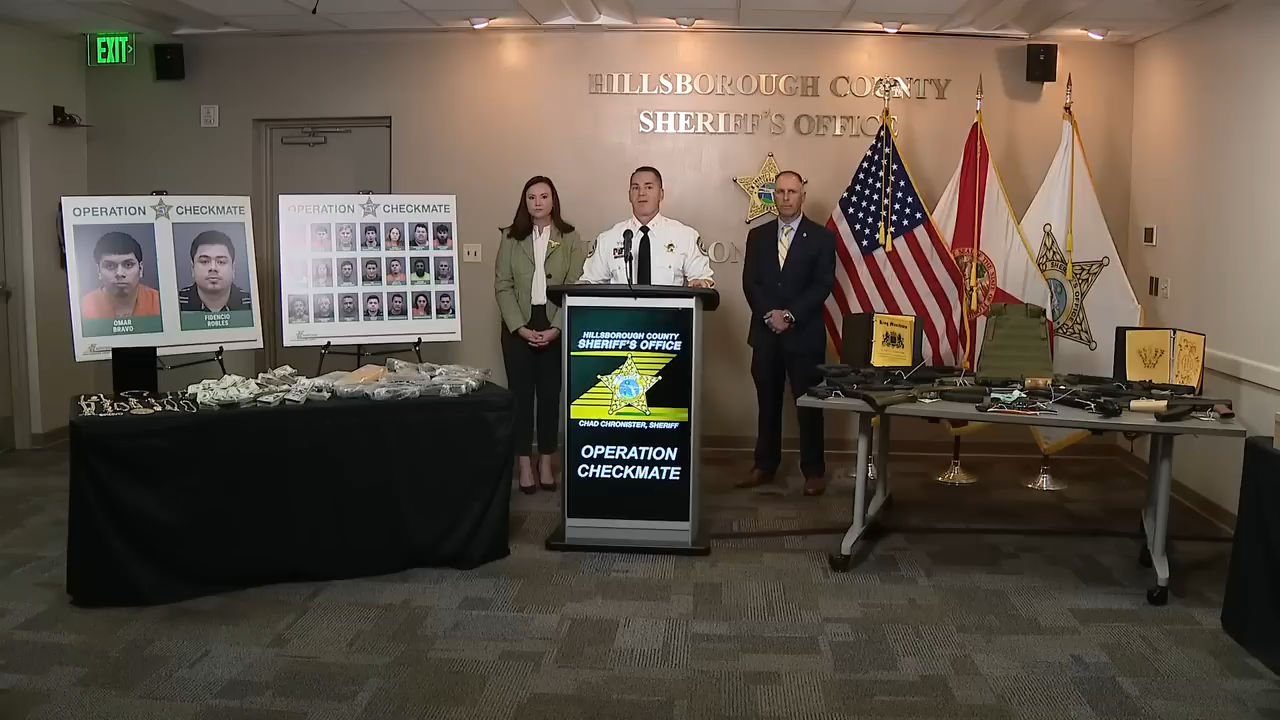 EXIT
HILLSBOROUGH COUNTY
SHERIFF'S OFFICE
OPERATION CHECKMATE
OMAR
BRAVO
FIDENCIO
ROBLES
OPERATION CHECKMATE
HILLSBOROUGH COUNTY
SHERIFF'S OFFICE
CHAD CHRONISTER, SHERIFF
OPERATION
CHECKMATE